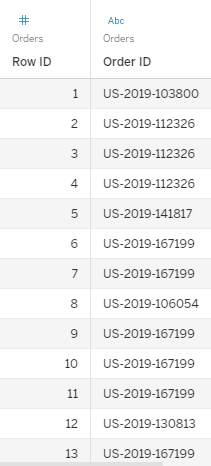 # Abc
Orders Orders
Row ID Order ID
1 US-2019-103800
2 US-2019-112326
3 US-2019-112326
4 US-2019-112326
5 US-2019-141817
6 US-2019-167199
7 US-2019-167199
8 US-2019-106054
9 US-2019-167199
10 US-2019-167199
11 US-2019-167199
12 US-2019-130813
13 US-2019-167199